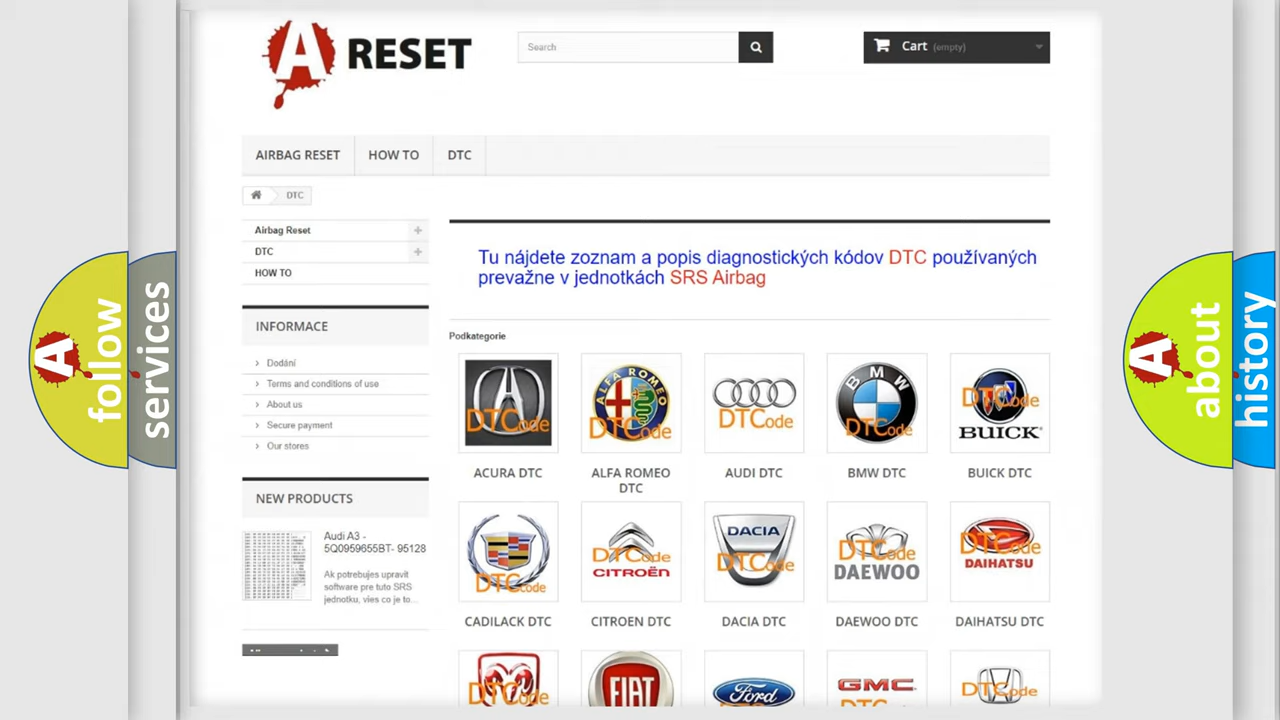 A RESET
Search
Cart (empty)
AIRBAG RESET
HOW TO
DTC
DTC
Airbag Reset
DTC
HOW TO
Tu nájdete zoznam a popis diagnostických kódov DTC používaných
prevažne v jednotkách SRS Airbag
INFORMACE
Dodání
Terms and conditions of use
About us
Secure payment
Our stores
Podkategorie
DTCode
ALFA ROMEO
DTCode
DTCode
BMW
DTCode
DTCode
BUICK
ACURA DTC
ALFA ROMEO
DTC
AUDI DTC
BMW DTC
BUICK DTC
NEW PRODUCTS
Audi A3 -
5Q0959655BT- 95128
Ak potrebujes upravit
software pre tuto SRS
jednotku, vies co je to...
DTCode
DTCode
CITROËN
DACIA
DTCode
DTCode
DAEWOO
DTCode
DAIHATSU
CADILACK DTC
CITROEN DTC
DACIA DTC
DAEWOO DTC
DAIHATSU DTC
DTCode
FIAT
Ford
GMC
DTCode
A follow
services
A about
history